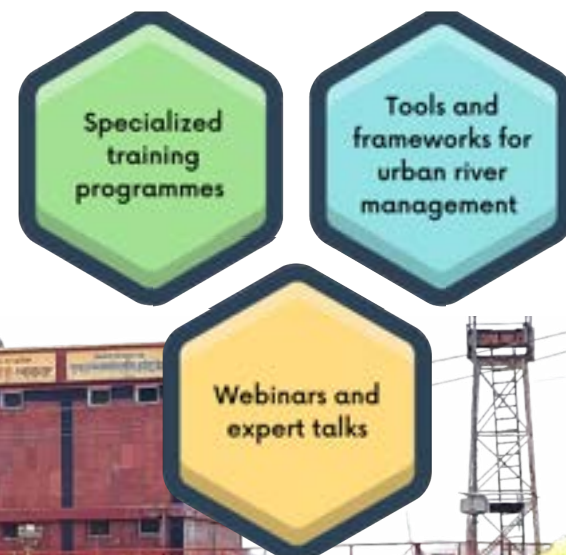 Specialized
training
programmes
Tools and
frameworks for
urban river
management
Webinars and
expert talks